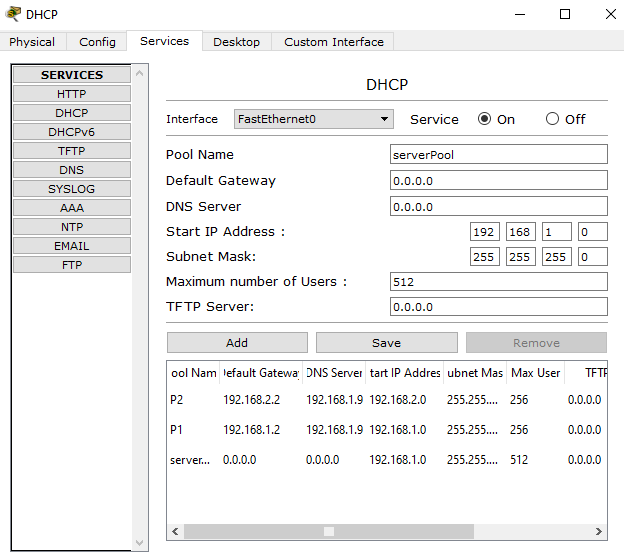 DHCP
Physical Config Services Desktop Custom Interface
SERVICES
HTTP
DHCP
DHCPv6
TFTP
DNS
SYSLOG
AAA
NTP
EMAIL
FTP
DHCP
Interface FastEthernet0 Service On Off
Pool Name serverPool
Default Gateway 0.0.0.0
DNS Server 0.0.0.0
Start IP Address : 192 168 1 0
Subnet Mask: 255 255 255 0
Maximum number of Users : 512
TFTP Server: 0.0.0.0
Add Save Remove
ool Nam efault Gateway DNS Server tart IP Addres ubnet Mas Max User TFTP
P2 192.168.2.2 192.168.1.9 192.168.2.0 255.255.... 256 0.0.0.0
P1 192.168.1.2 192.168.1.9 192.168.1.0 255.255.... 256 0.0.0.0
server... 0.0.0.0 0.0.0.0 192.168.1.0 255.255.... 512 0.0.0.0